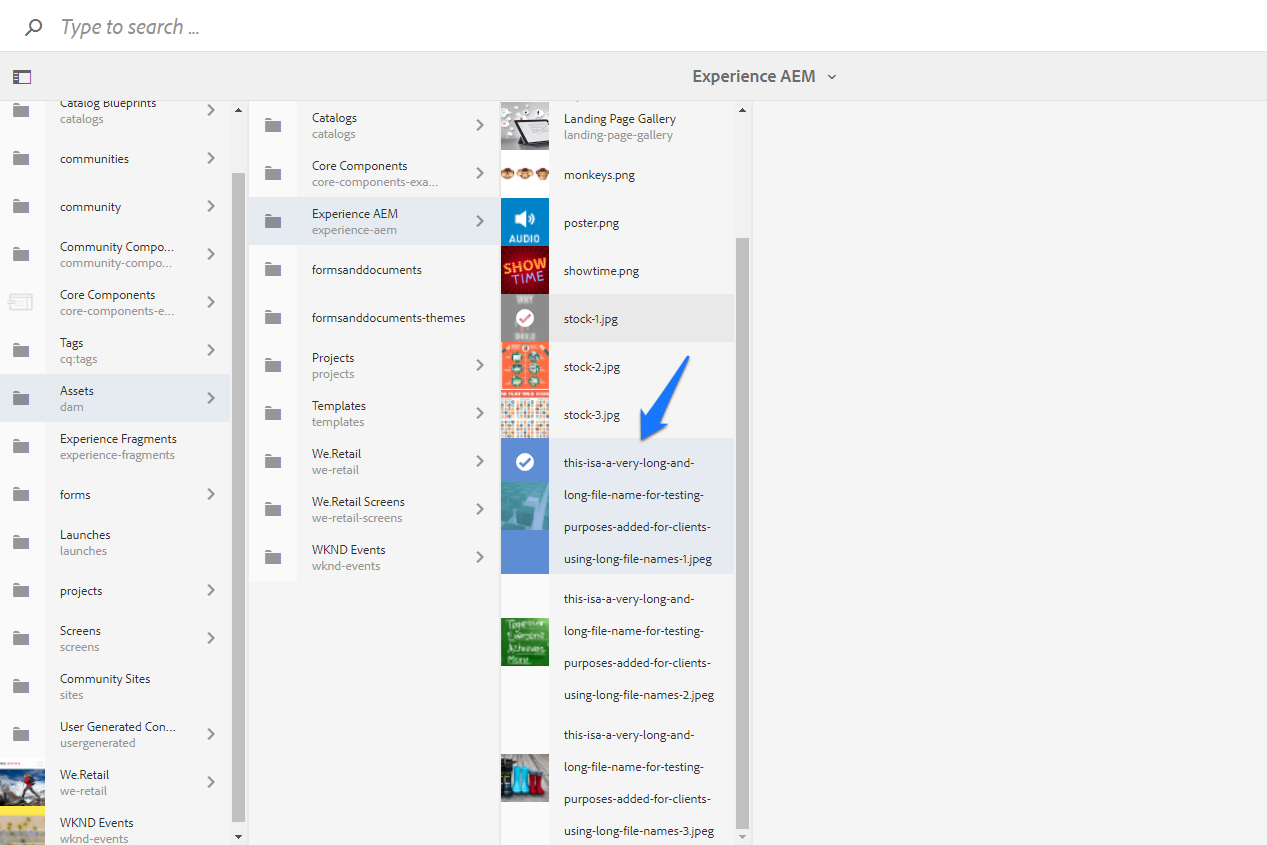 Type to search ...
Experience AEM
Catalog Blueprints
catalogs
communities
community
Community Compo...
community-compo...
Core Components
core-components-e...
Tags
cq:tags
Assets
dam
Experience Fragments
experience-fragments
forms
Launches
launches
projects
Screens
screens
Community Sites
sites
User Generated Con...
usergenerated
We.Retail
we-retail
WKND Events
wknd-events
Catalogs
catalogs
Core Components
core-components-exa...
Experience AEM
experience-aem
formsanddocuments
formsanddocuments-themes
Projects
projects
Templates
templates
We.Retail
we-retail
We.Retail Screens
we-retail-screens
WKND Events
wknd-events
Landing Page Gallery
landing-page-gallery
monkeys.png
AUDIO
poster.png
SHOW
TIME
showtime.png
stock-1.jpg
stock-2.jpg
stock-3.jpg
this-isa-a-very-long-and-
long-file-name-for-testing-
purposes-added-for-clients-
using-long-file-names-1.jpeg
this-isa-a-very-long-and-
long-file-name-for-testing-
purposes-added-for-clients-
using-long-file-names-2.jpeg
Together
Everyone
Achieves
More
this-isa-a-very-long-and-
long-file-name-for-testing-
purposes-added-for-clients-
using-long-file-names-3.jpeg